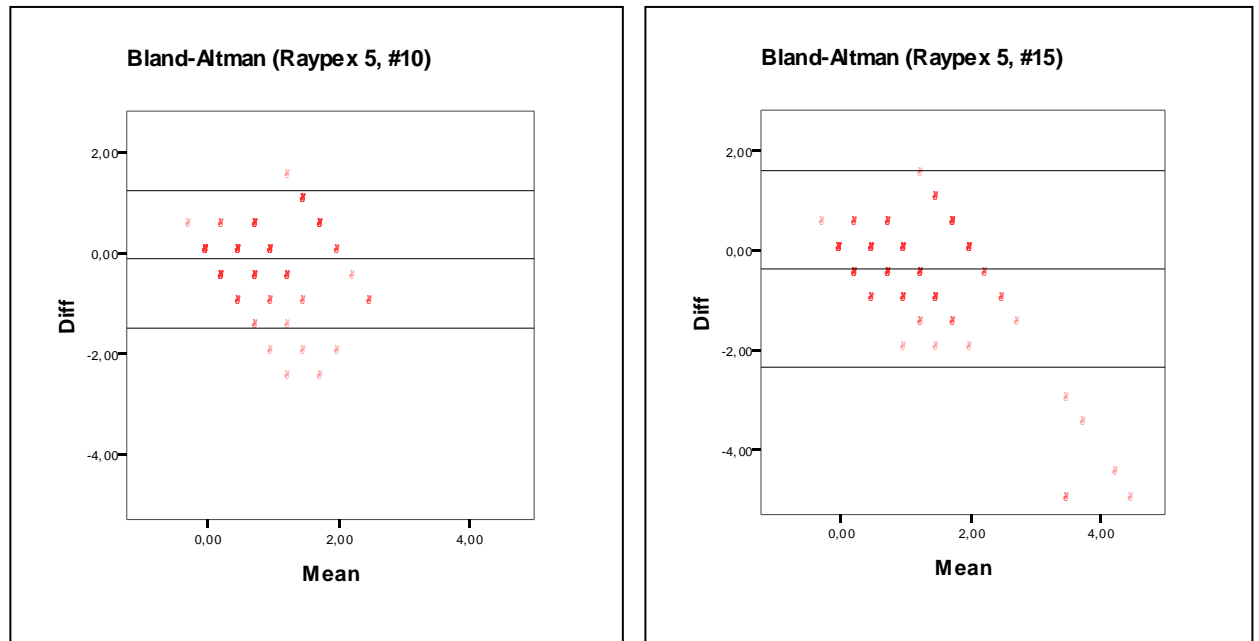 Bland-Altman (Raypex 5, #10)
2,00
0,00
-2,00
-4,00
Diff
0,00 2,00 4,00
Mean
Bland-Altman (Raypex 5, #15)
2,00
0,00
-2,00
-4,00
Diff
0,00 2,00 4,00
Mean